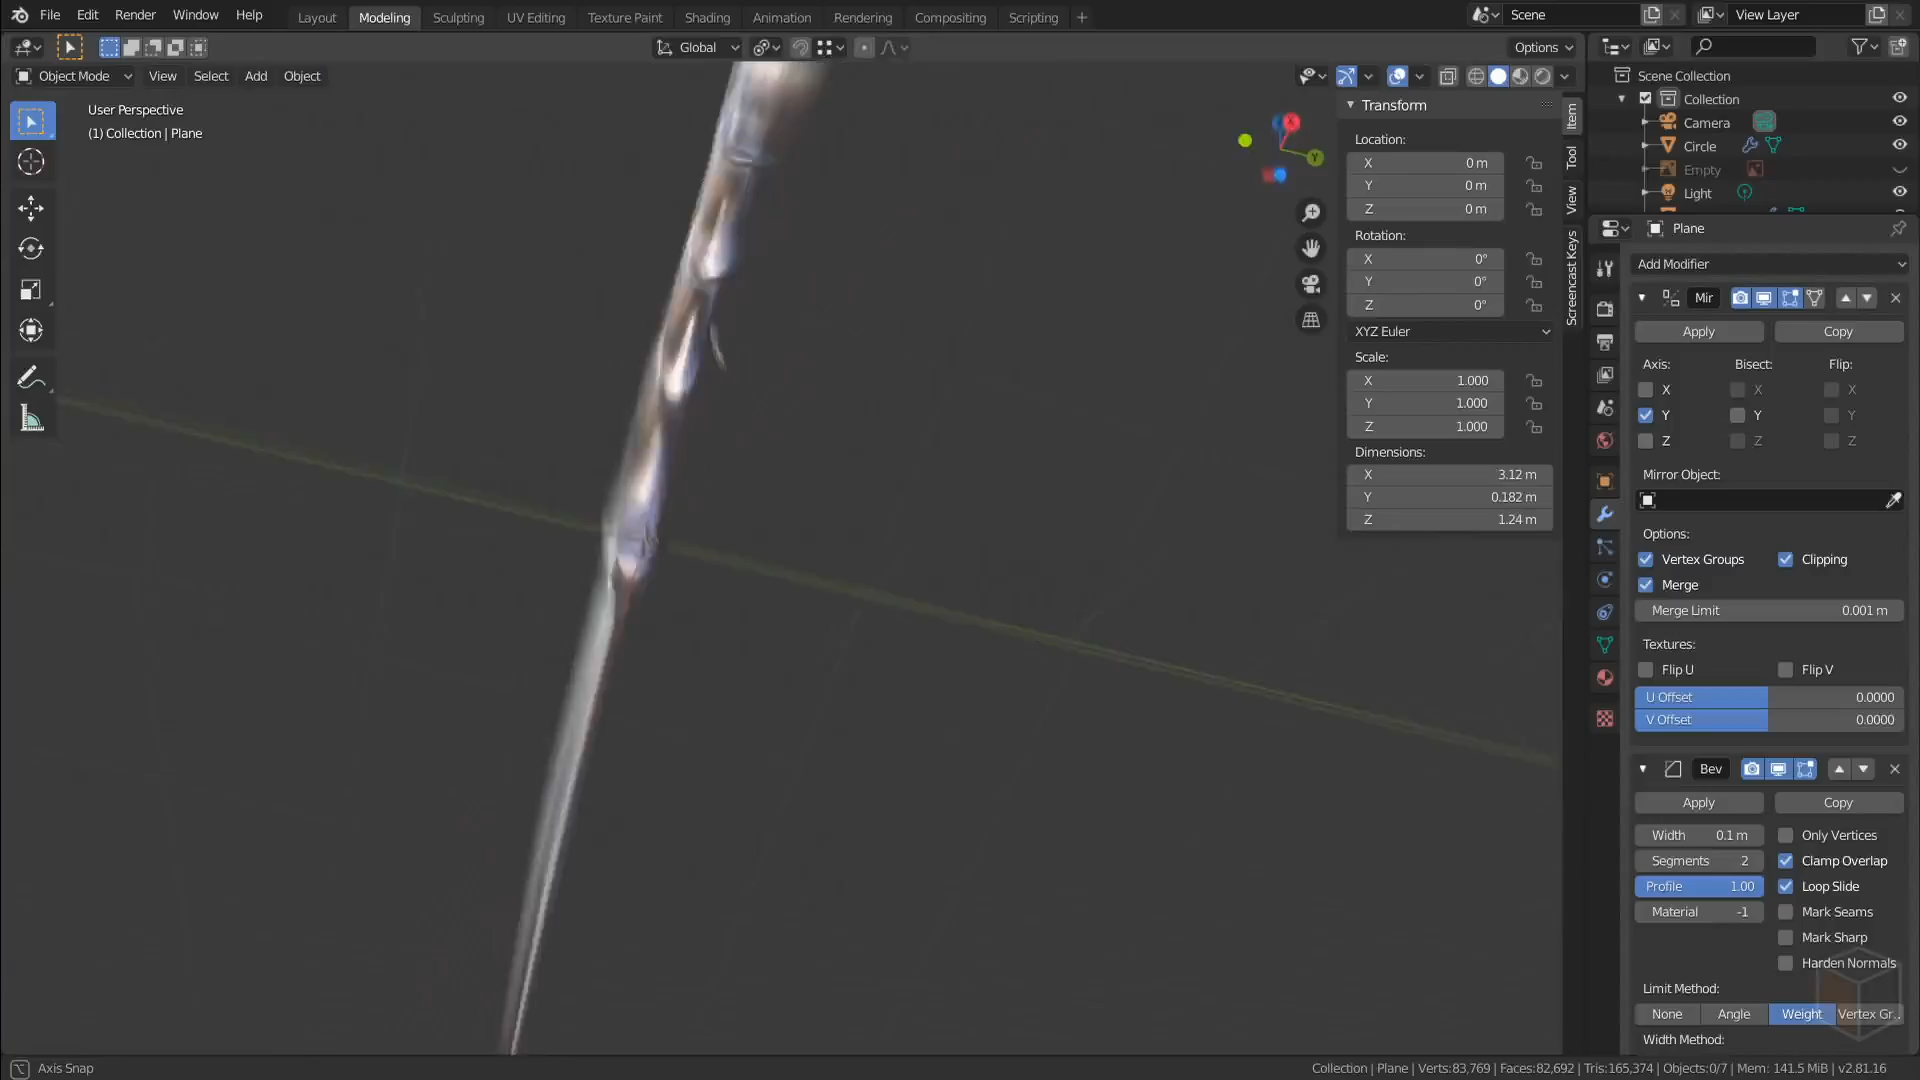 File Edit Render Window Help Layout Modeling Sculpting UV Editing Texture Paint Shading Animation Rendering Compositing Scripting + Scene View Layer
Global Options
Object Mode View Select Add Object
User Perspective
(1) Collection | Plane
X
Y
Transform
Location:
X 0 m
Y 0 m
Z 0 m
Rotation:
X 0°
Y 0°
Z 0°
XYZ Euler
Scale:
X 1.000
Y 1.000
Z 1.000
Dimensions:
X 3.12 m
Y 0.182 m
Z 1.24 m
Item
Tool
View
Screencast Keys
Scene Collection
Collection
Camera
Circle
Empty
Light
Plane
Add Modifier
Mir
Apply Copy
Axis: Bisect: Flip:
X X X
Y Y Y
Z Z Z
Mirror Object:
Options:
Vertex Groups Clipping
Merge
Merge Limit 0.001 m
Textures:
Flip U Flip V
U Offset 0.0000
V Offset 0.0000
Bev
Apply Copy
Width 0.1 m Only Vertices
Segments 2 Clamp Overlap
Profile 1.00 Loop Slide
Material -1 Mark Seams
Mark Sharp
Harden Normals
Limit Method:
None Angle Weight Vertex Gr..
Width Method:
Axis Snap
Collection | Plane | Verts:83,769 | Faces:82,692 | Tris:165,374 | Objects:0/7 | Mem: 141.5 MiB | v2.81.16